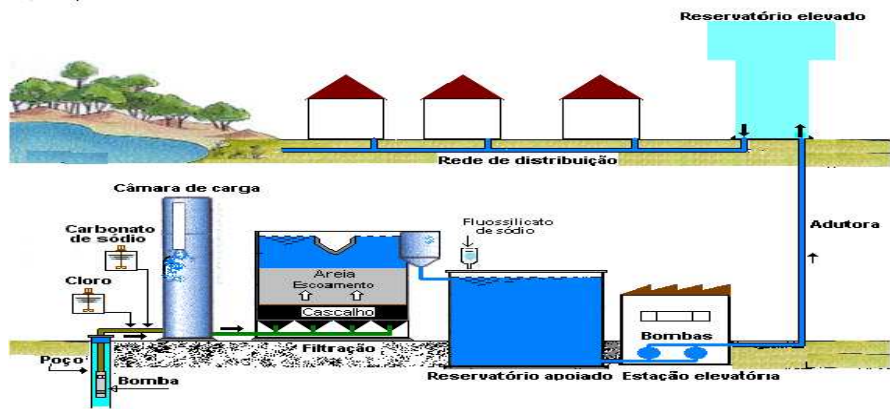 Reservatório elevado
Rede de distribuição
Câmara de carga
Fluossilicato
de sódio
Adutora
Carbonato
de sódio
Cloro
Areia
Escoamento
Cascalho
Bombas
Filtração
Poço
Bomba
Reservatório apoiado
Estação elevatória